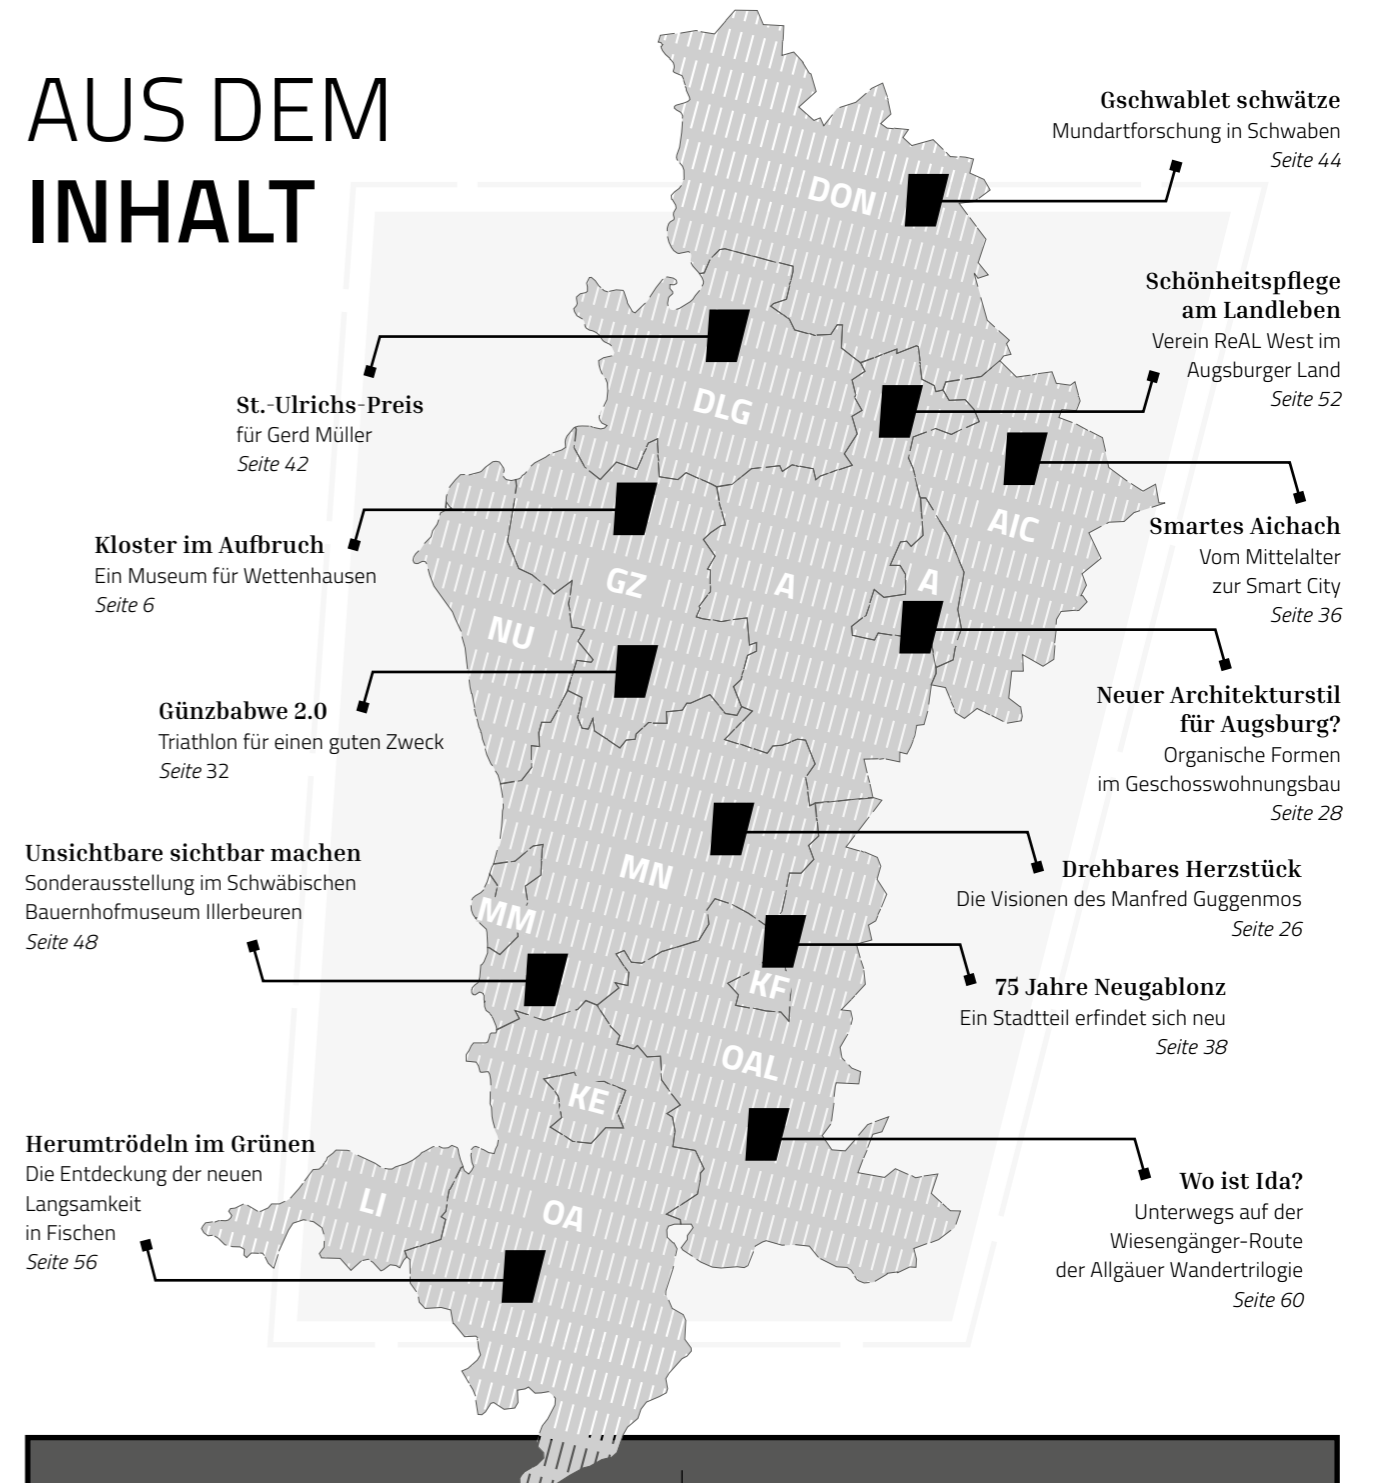 AUS DEM
INHALT
Gschwablet schwätze
Mundartforschung in Schwaben
Seite 44
Schönheitspflege
am Landleben
Verein ReAL West im
Augsburger Land
Seite 52
St.-Ulrichs-Preis
für Gerd Müller
Seite 42
Kloster im Aufbruch
Ein Museum für Wettenhausen
Seite 6
Smartes Aichach
Vom Mittelalter
zur Smart City
Seite 36
Günzbabwe 2.0
Triathlon für einen guten Zweck
Seite 32
Neuer Architekturstil
für Augsburg?
Organische Formen
im Geschosswohnungsbau
Seite 28
Unsichtbare sichtbar machen
Sonderausstellung im Schwäbischen
Bauernhofmuseum Illerbeuren
Seite 48
Drehbares Herzstück
Die Visionen des Manfred Guggenmos
Seite 26
75 Jahre Neugablonz
Ein Stadtteil erfindet sich neu
Seite 38
Herumtrödeln im Grünen
Die Entdeckung der neuen
Langsamkeit
in Fischen
Seite 56
Wo ist Ida?
Unterwegs auf der
Wiesengänger-Route
der Allgäuer Wandertrilogie
Seite 60
DON
DLG
AIC
GZ
A
A
NU
MN
MM
KF
OAL
KE
LI
OA